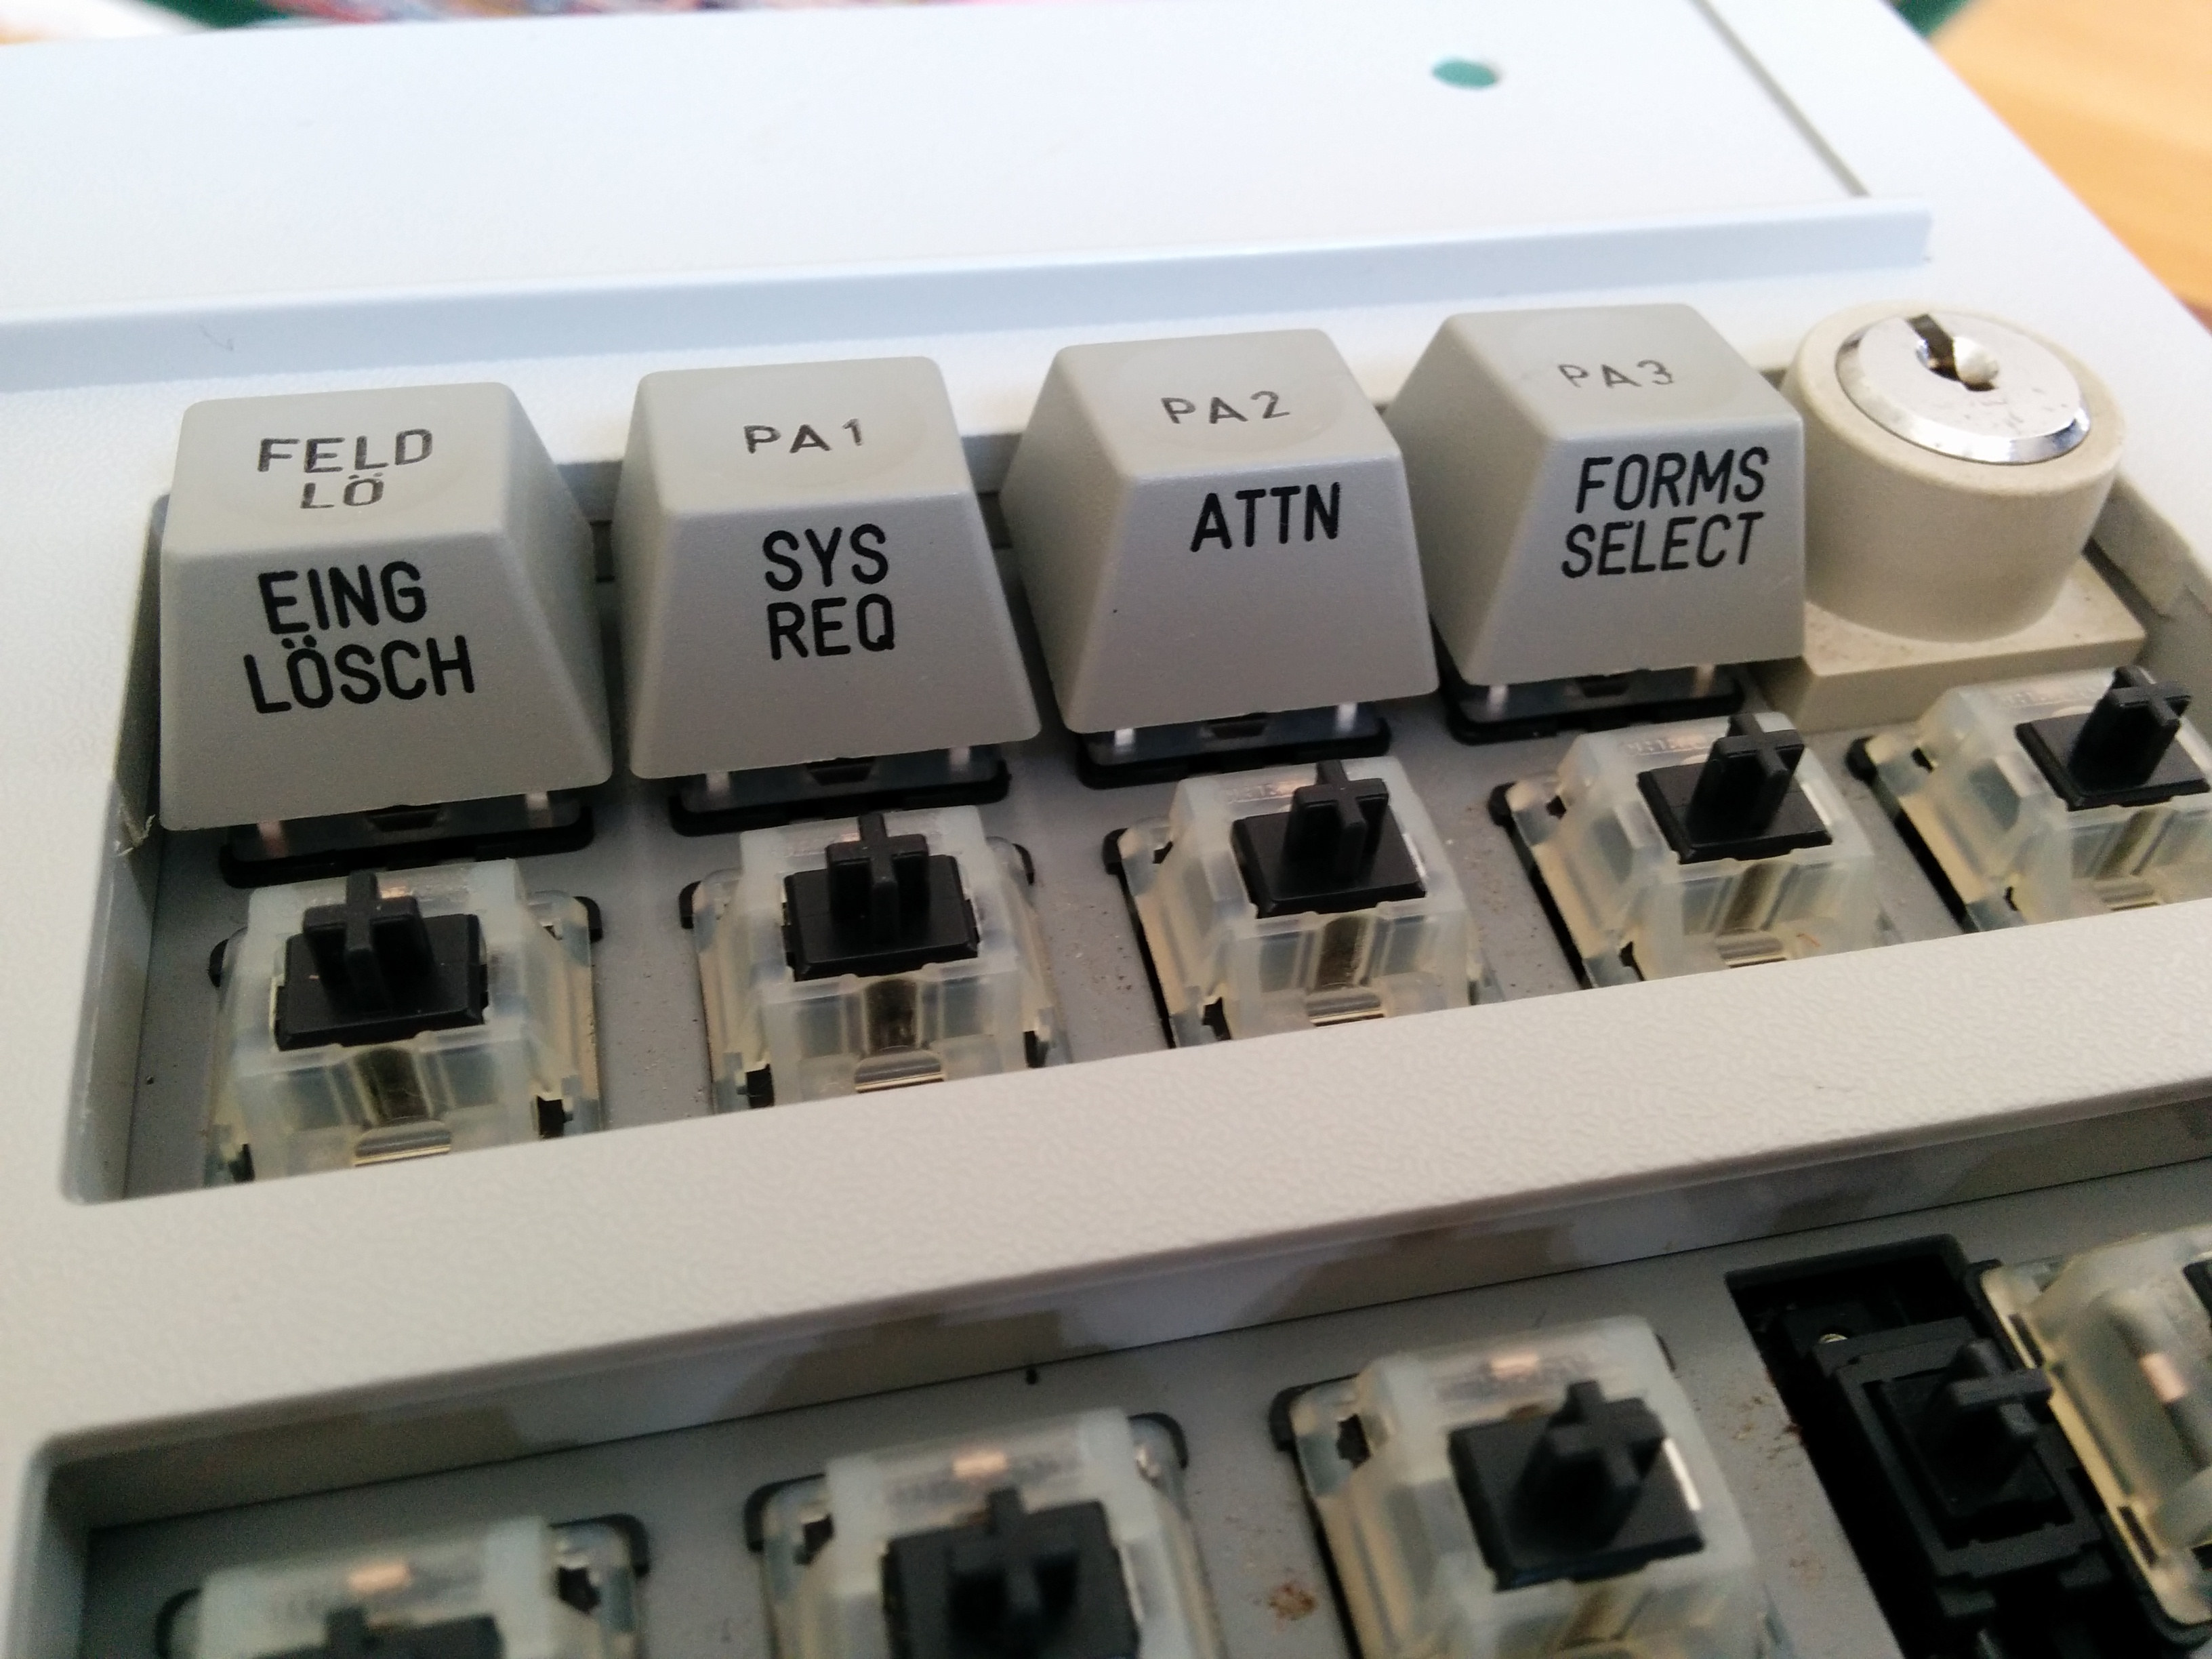 FELD
LÖ
EING
LÖSCH
PA1
SYS
REQ
PA2
ATTN
PA3
FORMS
SELECT